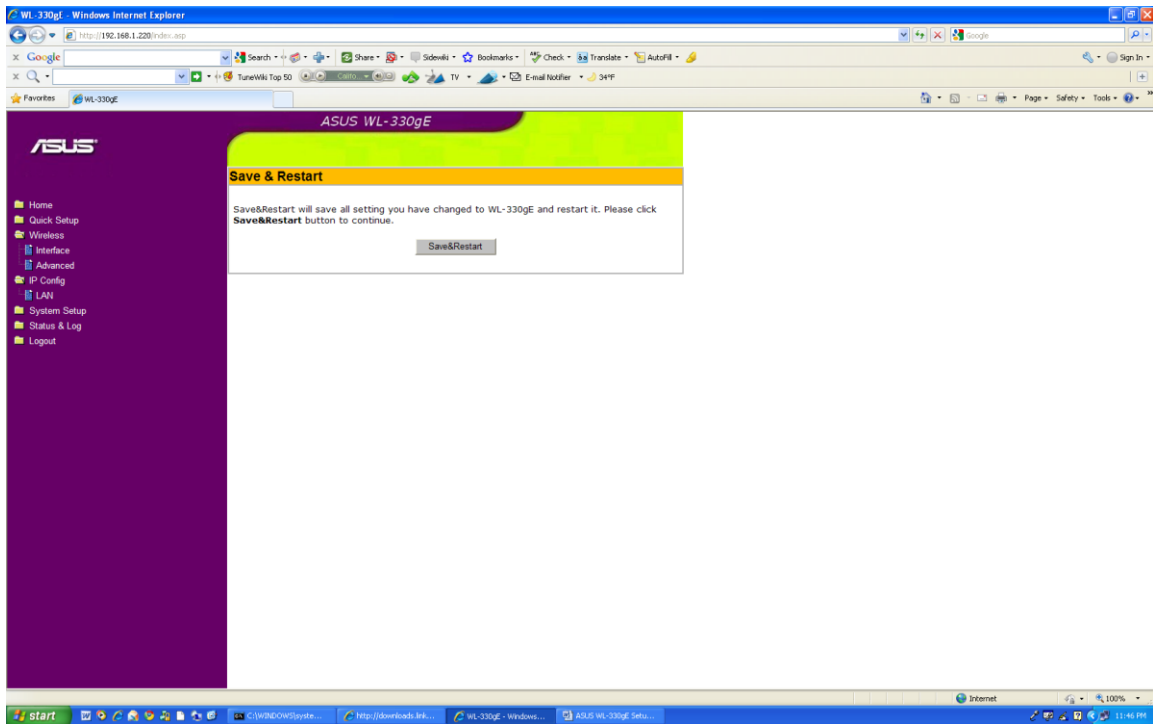 WL-330gE - Windows Internet Explorer
http://192.168.1.220/index.asp
Google
Google
Search
Share
Sidewiki
Bookmarks
Check
Translate
AutoFill
Sign In
TuneWiki Top 50
TV
E-mail Notifier
34°F
Favorites
WL-330gE
Page
Safety
Tools
ASUS WL-330gE
ASUS
Save & Restart
Save&Restart will save all setting you have changed to WL-330gE and restart it. Please click
Save&Restart button to continue.
Save&Restart
Home
Quick Setup
Wireless
Interface
Advanced
IP Config
LAN
System Setup
Status & Log
Logout
Internet
100%
start
C:\WINDOWS\syste...
http://downloads.link...
WL-330gE - Windows...
ASUS WL-330gE Setu...
11:46 PM